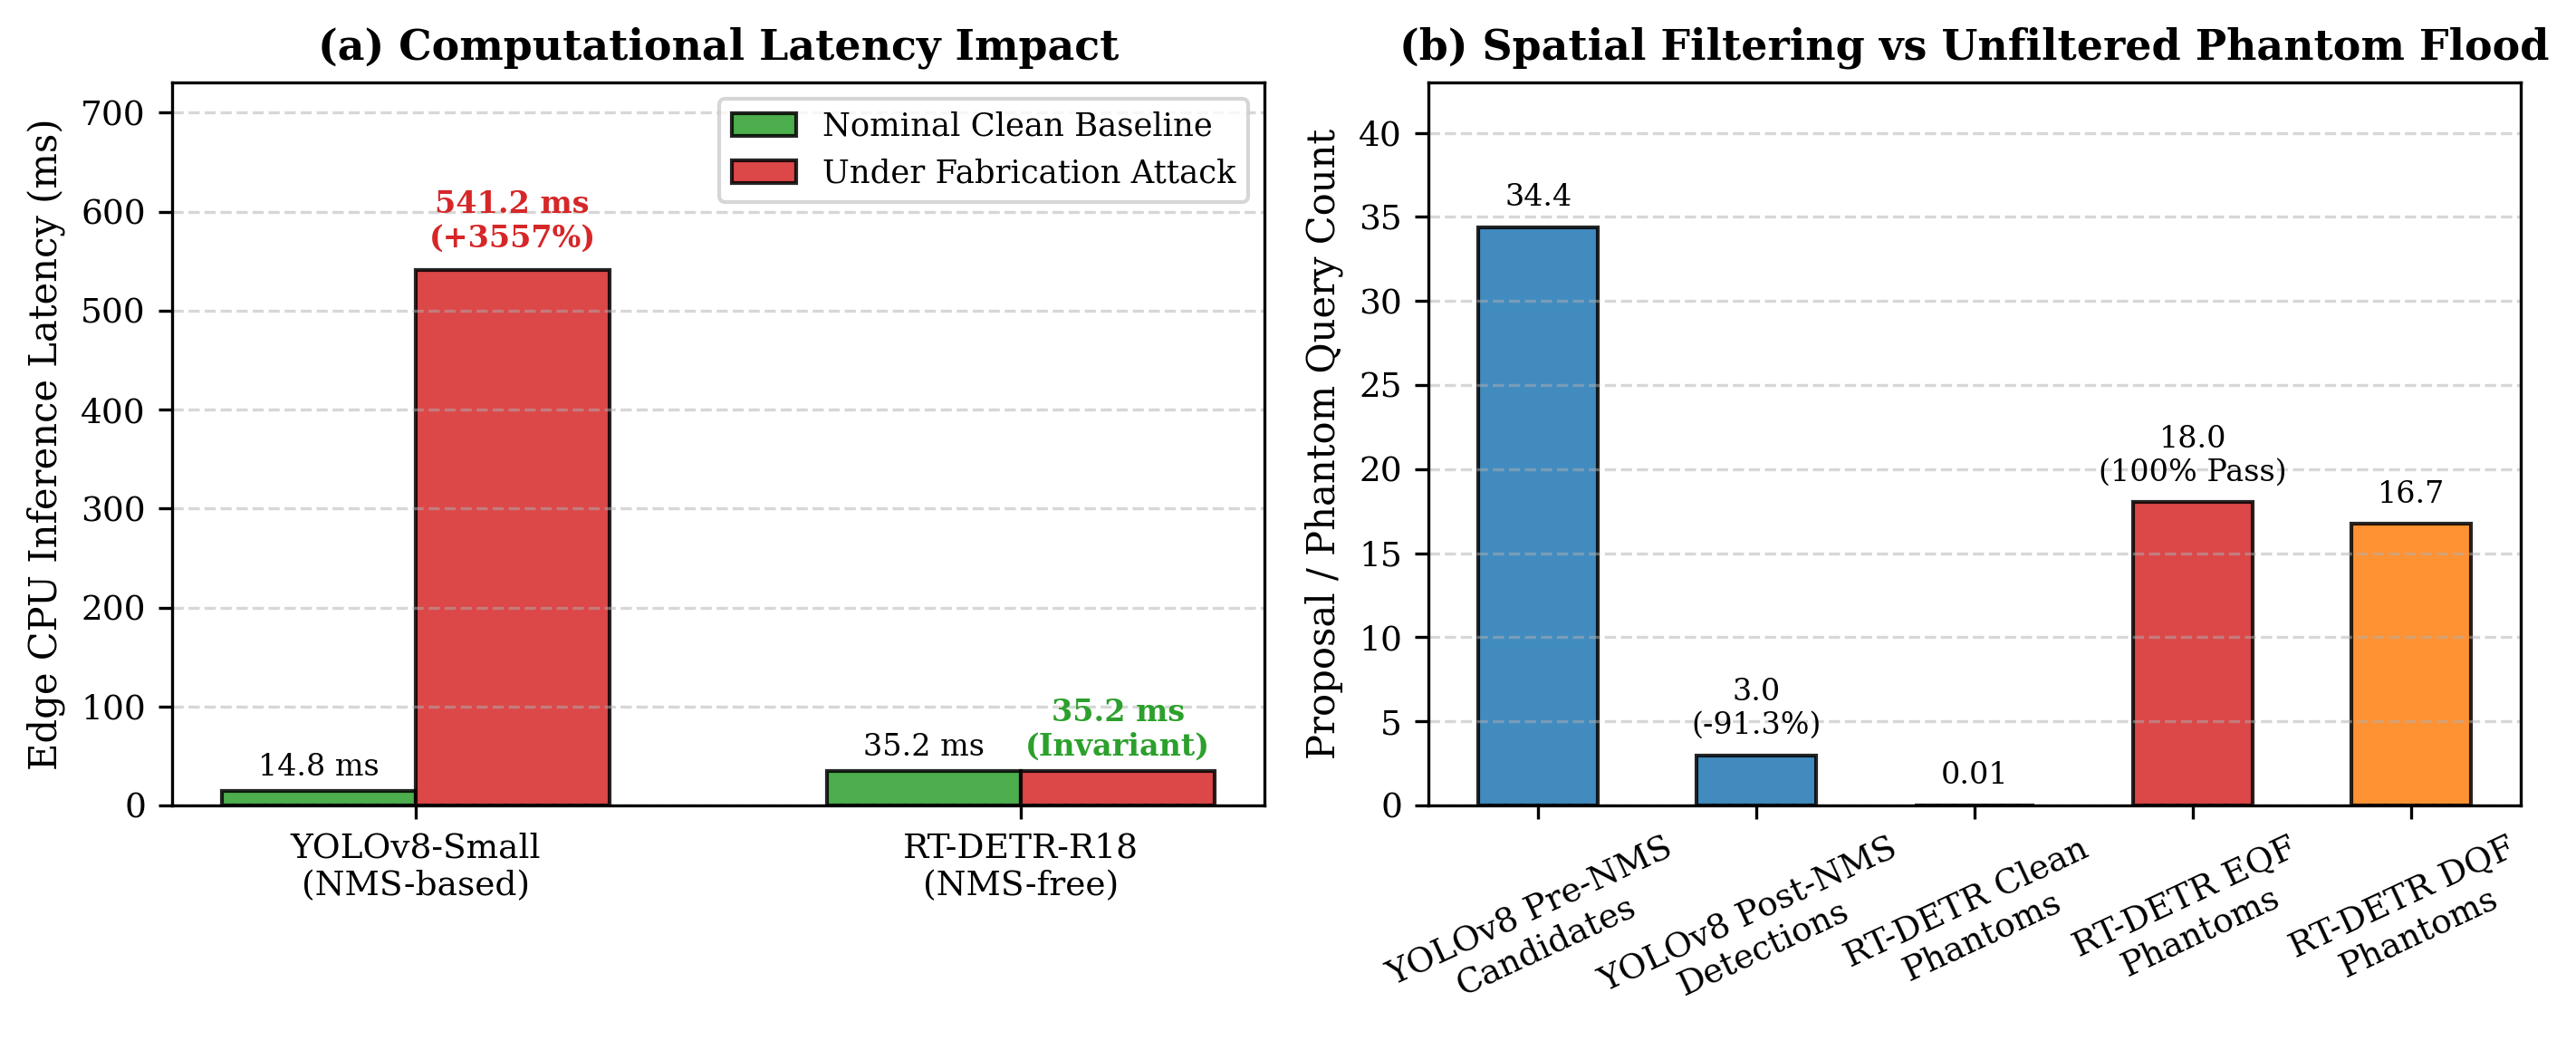 (a) Computational Latency Impact
Edge CPU Inference Latency (ms)
700
600
500
400
300
200
100
0
Nominal Clean Baseline
Under Fabrication Attack
541.2 ms
(+3557%)
14.8 ms
35.2 ms
35.2 ms
(Invariant)
YOLOv8-Small
(NMS-based)
RT-DETR-R18
(NMS-free)
(b) Spatial Filtering vs Unfiltered Phantom Flood
Proposal / Phantom Query Count
40
35
30
25
20
15
10
5
0
34.4
3.0
(-91.3%)
0.01
18.0
(100% Pass)
16.7
YOLOv8 Pre-NMS
Candidates
YOLOv8 Post-NMS
Detections
RT-DETR Clean
Phantoms
RT-DETR EQF
Phantoms
RT-DETR DQF
Phantoms